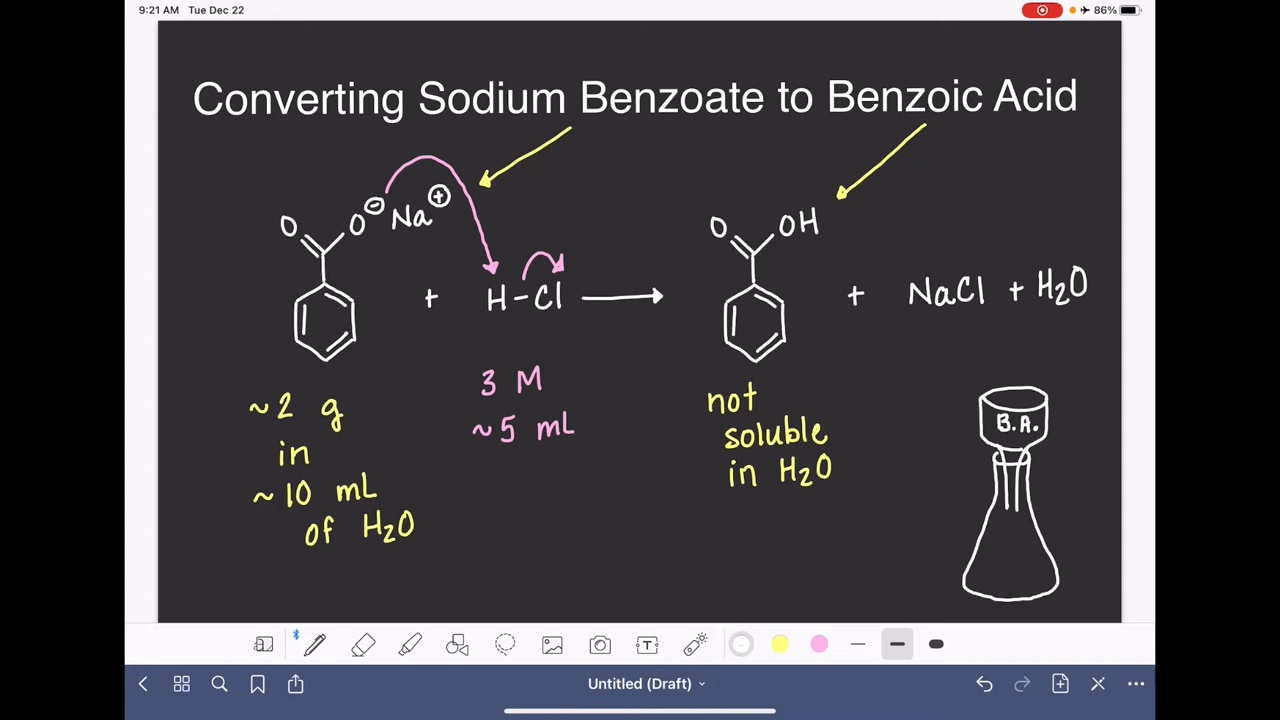 9:21 AM Tue Dec 22
86%
Converting Sodium Benzoate to Benzoic Acid
O O⊖ Na⊕
+ H-Cl
O OH
+ NaCl + H₂O
~2 g
in
~10 mL
of H₂O
3 M
~5 mL
not
soluble
in H₂O
B.A.
T
Untitled (Draft)